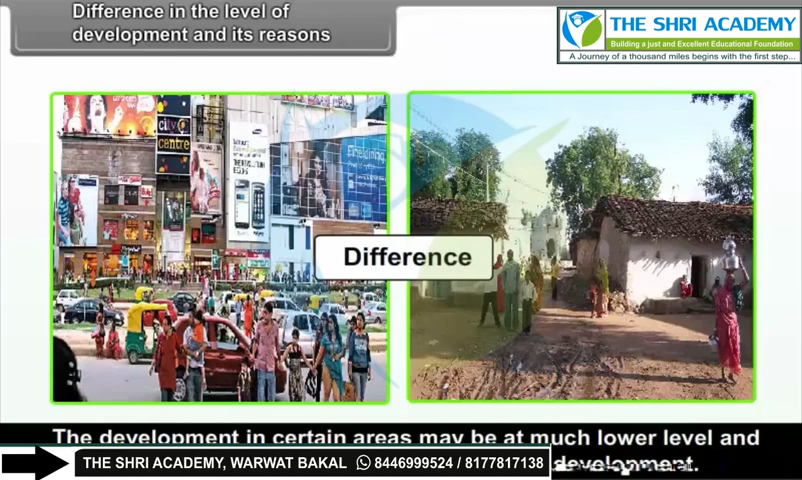 Difference in the level of
development and its reasons
THE SHRI ACADEMY
Building a just and Excellent Educational Foundation
A Journey of a thousand miles begins with the first step...
city
centre
Difference
The development in certain areas may be at much lower level and
development.
THE SHRI ACADEMY, WARWAT BAKAL 8446999524 / 8177817138